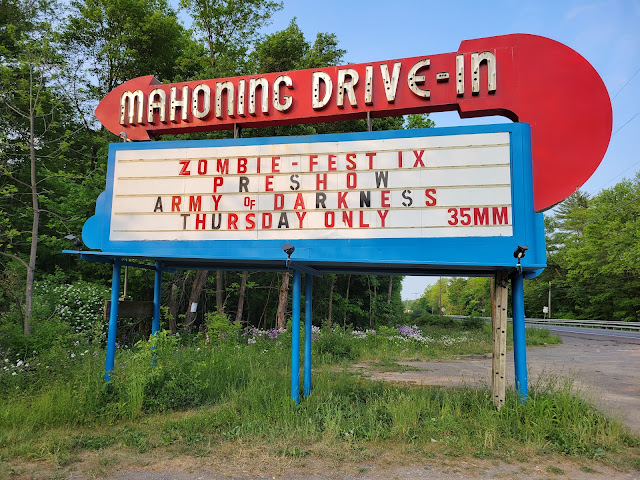 MAHONING DRIVE-in
ZOMBIE-FEST IX
PRESHOW
ARMY OF DARKNESS
THURSDAY ONLY 35MM